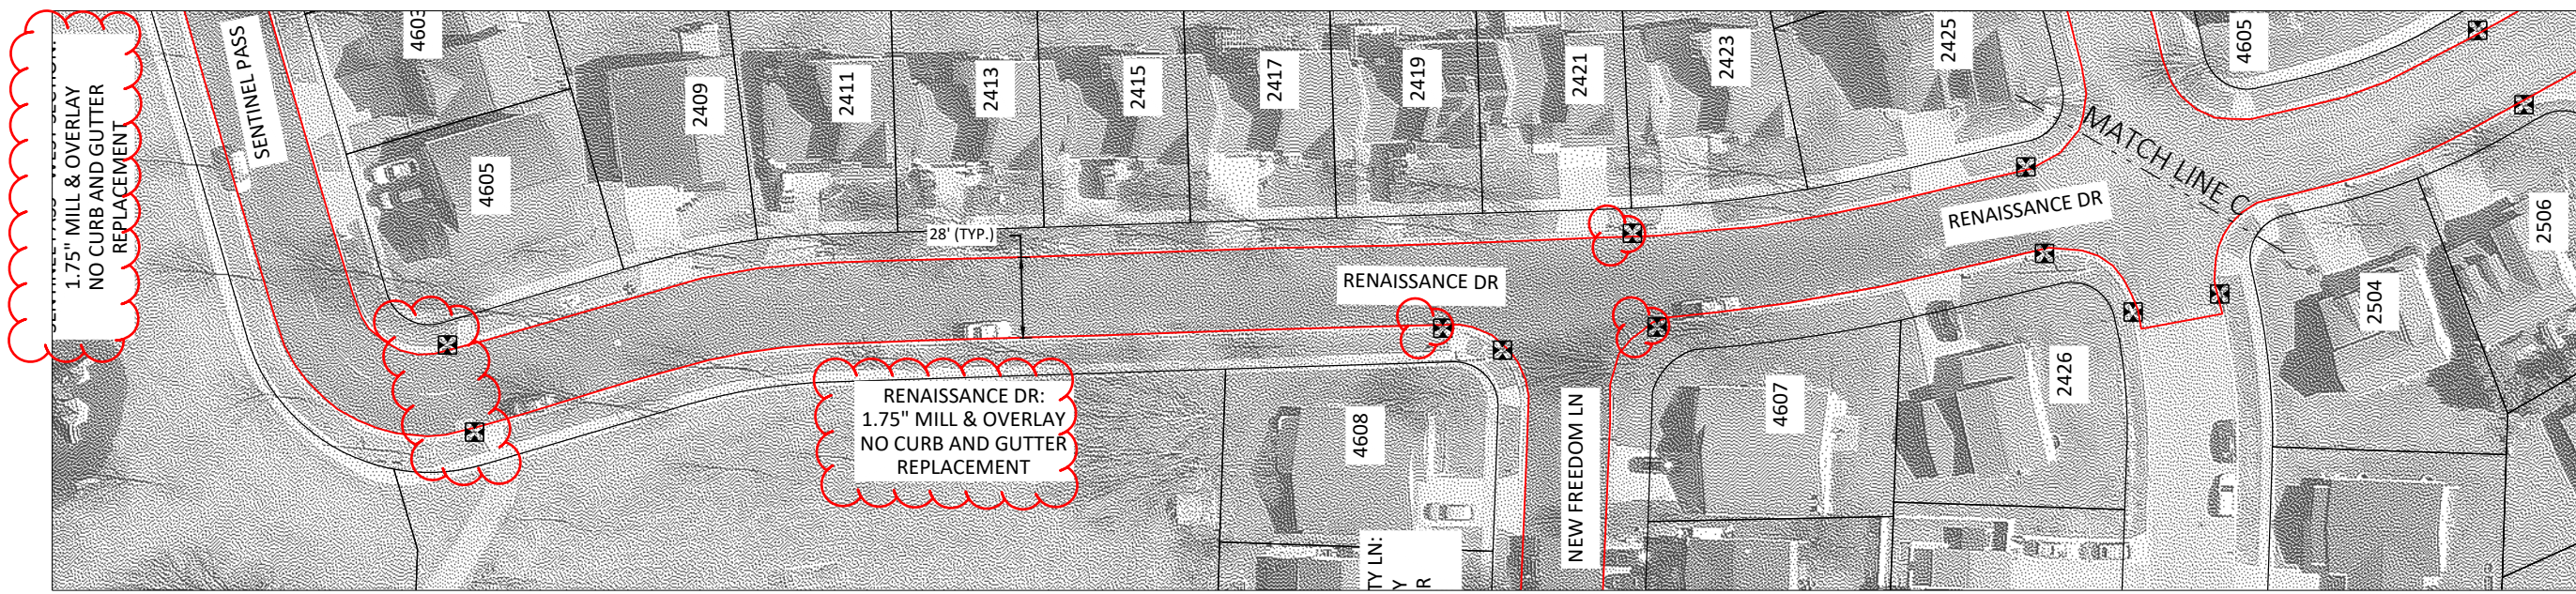 1.75" MILL & OVERLAY
NO CURB AND GUTTER
REPLACEMENT
SENTINEL PASS
4603
4605
2409
2411
2413
2415
2417
2419
2421
2423
2425
4605
MATCH LINE C
28' (TYP.)
RENAISSANCE DR
RENAISSANCE DR
RENAISSANCE DR:
1.75" MILL & OVERLAY
NO CURB AND GUTTER
REPLACEMENT
4608
TY LN:
Y
R
NEW FREEDOM LN
4607
2426
2504
2506